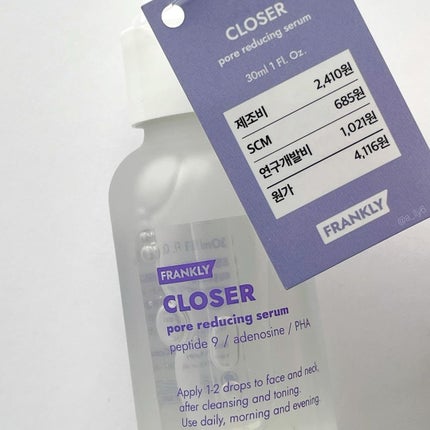 CLOSER
pore reducing serum
30ml 1 Fl. Oz.
제조비 2,410원
SCM 685원
연구개발비 1,021원
원가 4,116원
FRANKLY
FRANKLY
CLOSER
pore reducing serum
peptide 9 / adenosine / PHA
Apply 1-2 drops to face and neck,
after cleansing and toning.
Use daily, morning and evening.